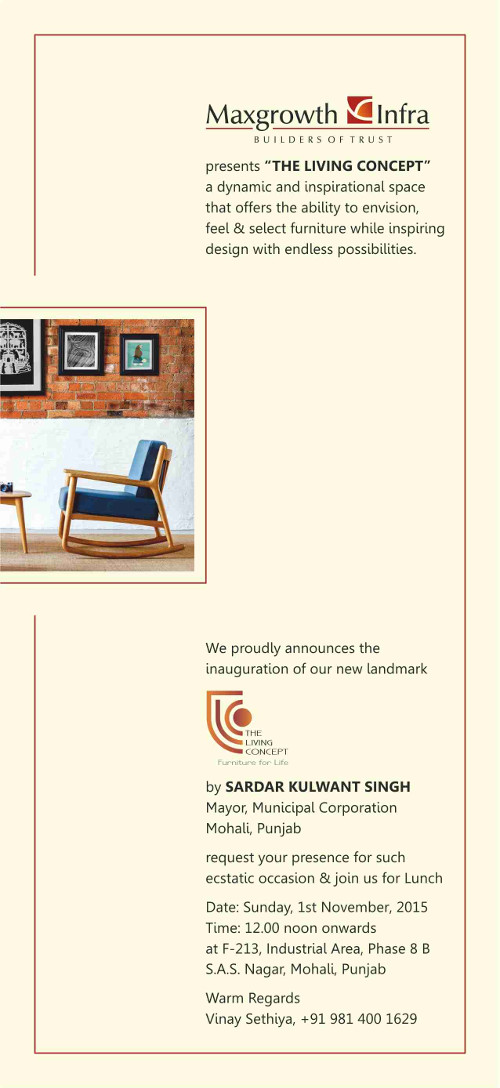 Maxgrowth Infra
BUILDERS OF TRUST
presents “THE LIVING CONCEPT”
a dynamic and inspirational space
that offers the ability to envision,
feel & select furniture while inspiring
design with endless possibilities.
We proudly announces the
inauguration of our new landmark
THE
LIVING
CONCEPT
Furniture for Life
by SARDAR KULWANT SINGH
Mayor, Municipal Corporation
Mohali, Punjab
request your presence for such
ecstatic occasion & join us for Lunch
Date: Sunday, 1st November, 2015
Time: 12.00 noon onwards
at F-213, Industrial Area, Phase 8 B
S.A.S. Nagar, Mohali, Punjab
Warm Regards
Vinay Sethiya, +91 981 400 1629